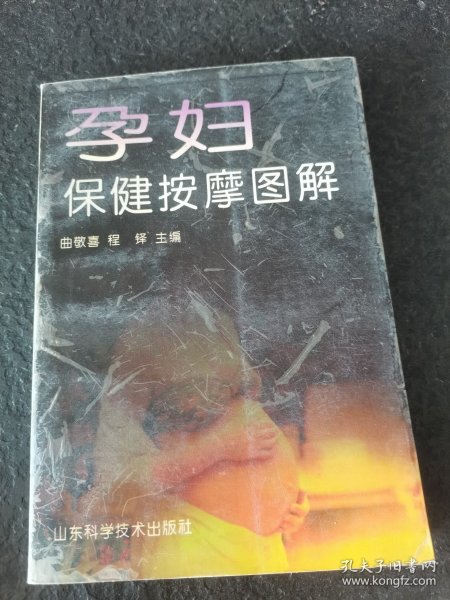 孕妇
保健按摩图解
曲敬喜 程 铎 主编
山东科学技术出版社
孔夫子旧书网
www.kongfz.com